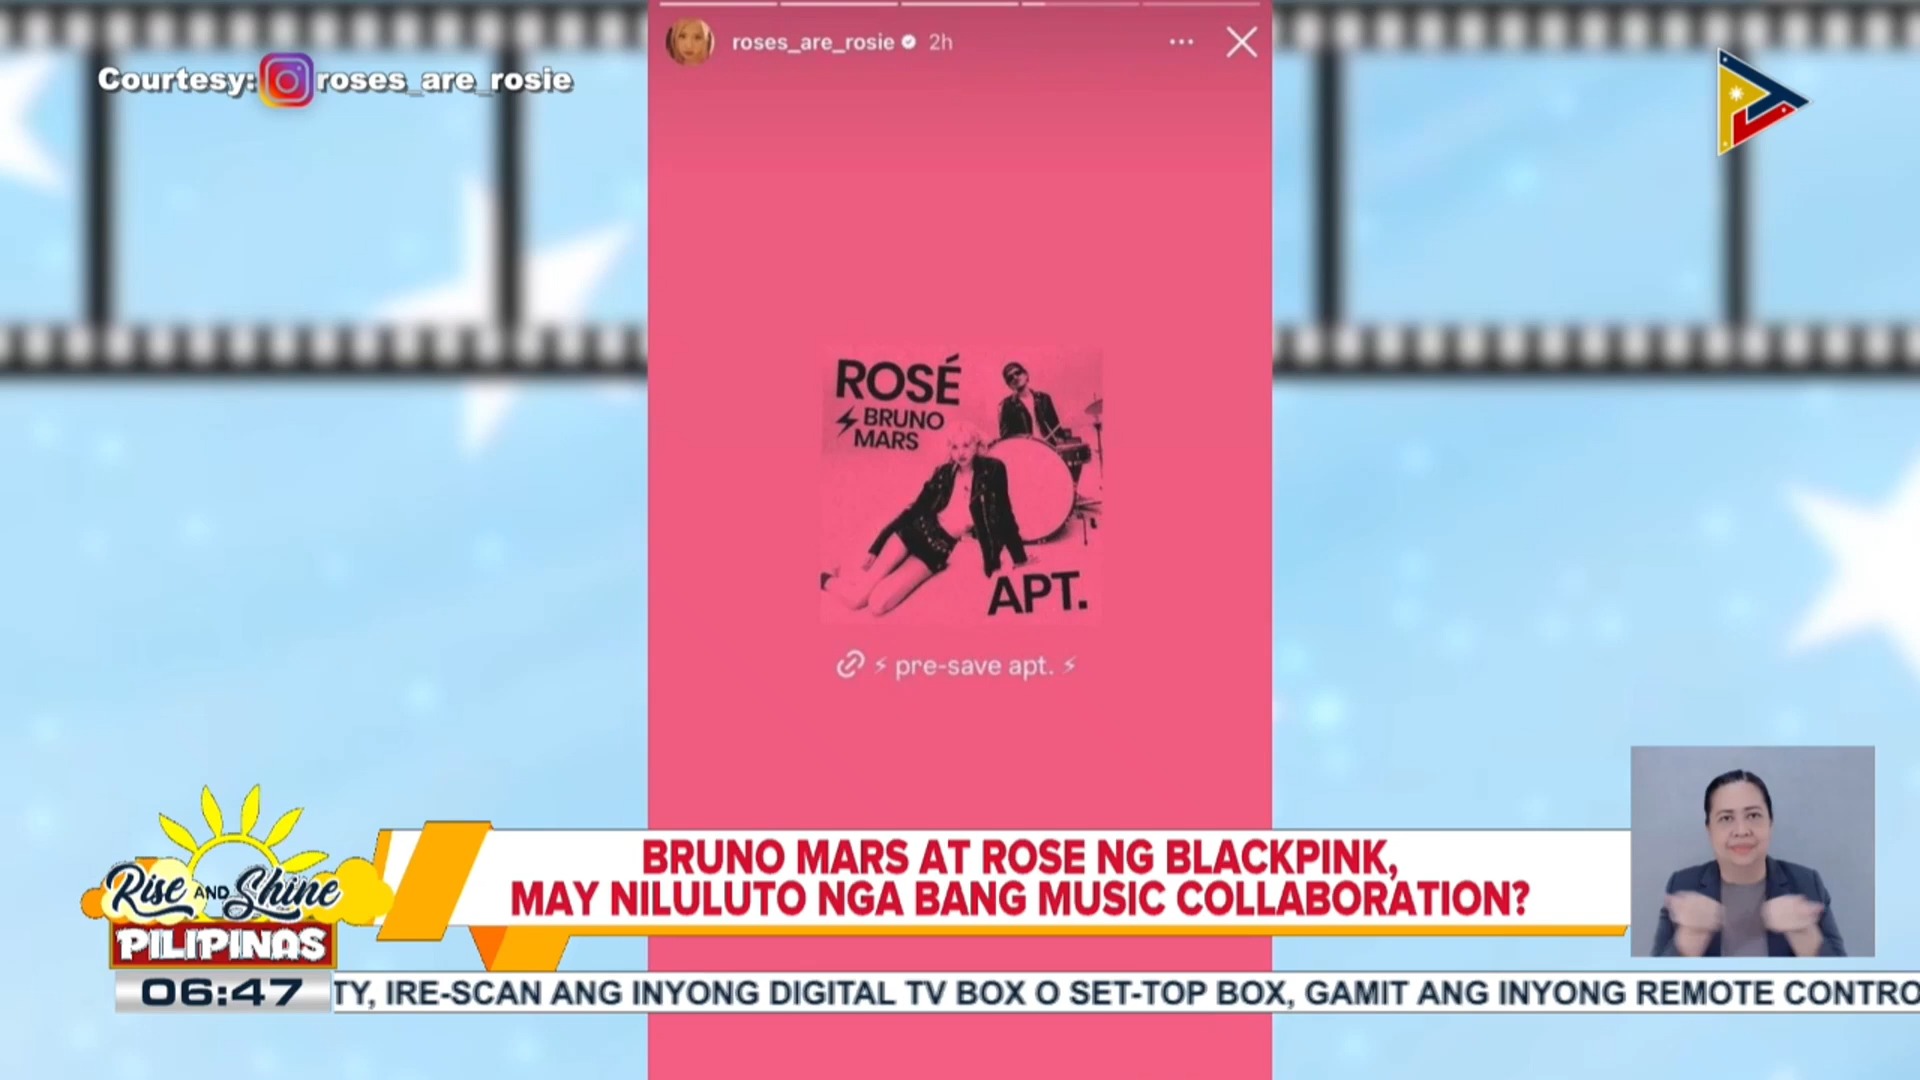 roses_are_rosie 2h
Courtesy: roses_are_rosie
ROSÉ
BRUNO
MARS
APT.
⚡ pre-save apt. ⚡
BRUNO MARS AT ROSE NG BLACKPINK,
MAY NILULUTO NGA BANG MUSIC COLLABORATION?
Rise AND Shine
PILIPINAS
06:47
TY, IRE-SCAN ANG INYONG DIGITAL TV BOX O SET-TOP BOX, GAMIT ANG INYONG REMOTE CONTRO